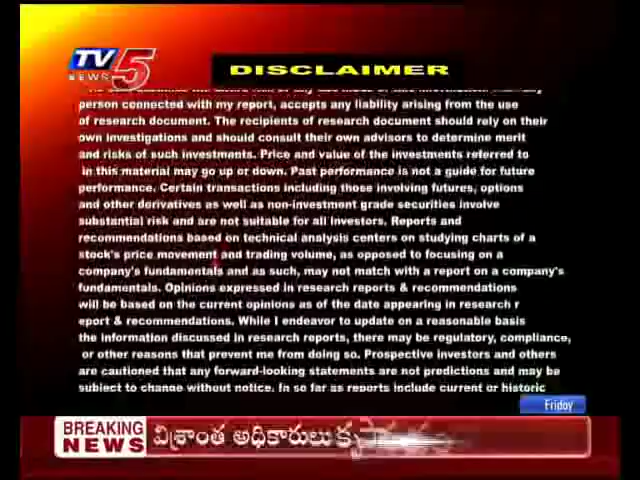 TV5
NEWS
DISCLAIMER
person connected with my report, accepts any liability arising from the use
of research document. The recipients of research document should rely on their
own investigations and should consult their own advisors to determine merit
and risks of such investments. Price and value of the investments referred to
in this material may go up or down. Past performance is not a guide for future
performance. Certain transactions including those involving futures, options
and other derivatives as well as non-investment grade securities involve
substantial risk and are not suitable for all investors. Reports and
recommendations based on technical analysis centers on studying charts of a
stock's price movement and trading volume, as opposed to focusing on a
company's fundamentals and as such, may not match with a report on a company's
fundamentals. Opinions expressed in research reports & recommendations
will be based on the current opinions as of the date appearing in research r
eport & recommendations. While I endeavor to update on a reasonable basis
the information discussed in research reports, there may be regulatory, compliance,
or other reasons that prevent me from doing so. Prospective investors and others
are cautioned that any forward-looking statements are not predictions and may be
subject to change without notice. In so far as reports include current or historic
Friday
BREAKING
NEWS
విశ్రాంత అధికారులు